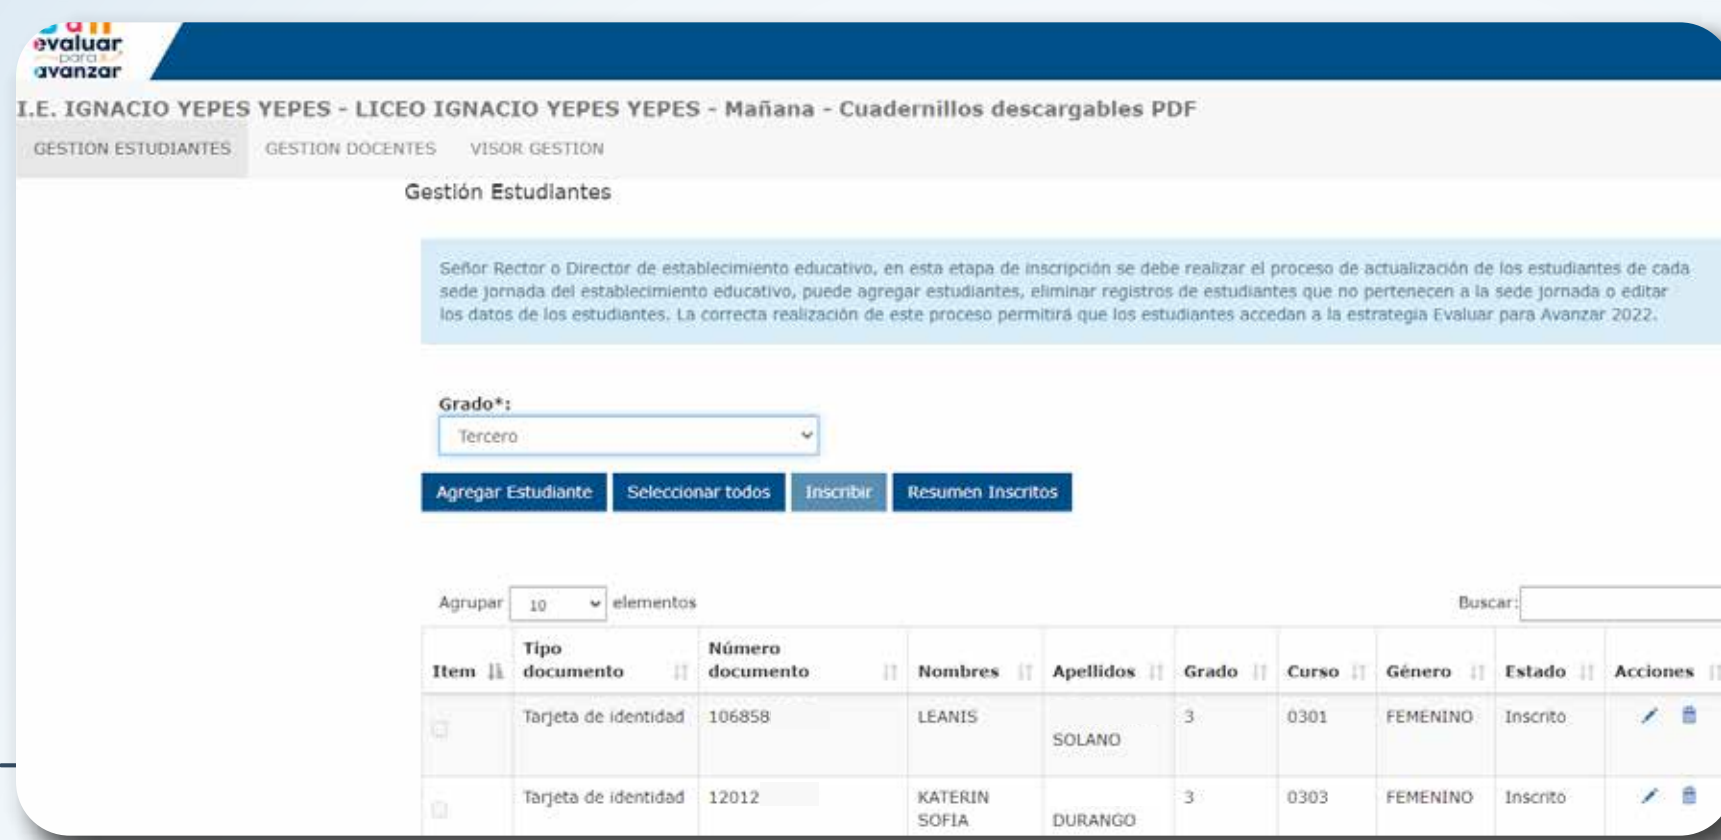 evaluar
para
avanzar
I.E. IGNACIO YEPES YEPES - LICEO IGNACIO YEPES YEPES - Mañana - Cuadernillos descargables PDF
GESTION ESTUDIANTES GESTION DOCENTES VISOR GESTION
Gestión Estudiantes
Señor Rector o Director de establecimiento educativo, en esta etapa de inscripción se debe realizar el proceso de actualización de los estudiantes de cada
sede jornada del establecimiento educativo, puede agregar estudiantes, eliminar registros de estudiantes que no pertenecen a la sede jornada o editar
los datos de los estudiantes. La correcta realización de este proceso permitirá que los estudiantes accedan a la estrategia Evaluar para Avanzar 2022.
Grado*:
Tercero
Agregar Estudiante Seleccionar todos Inscribir Resumen Inscritos
Agrupar 10 elementos Buscar:
Item Tipo documento Número documento Nombres Apellidos Grado Curso Género Estado Acciones
Tarjeta de identidad 106858 LEANIS SOLANO 3 0301 FEMENINO Inscrito
Tarjeta de identidad 12012 KATERIN SOFIA DURANGO 3 0303 FEMENINO Inscrito